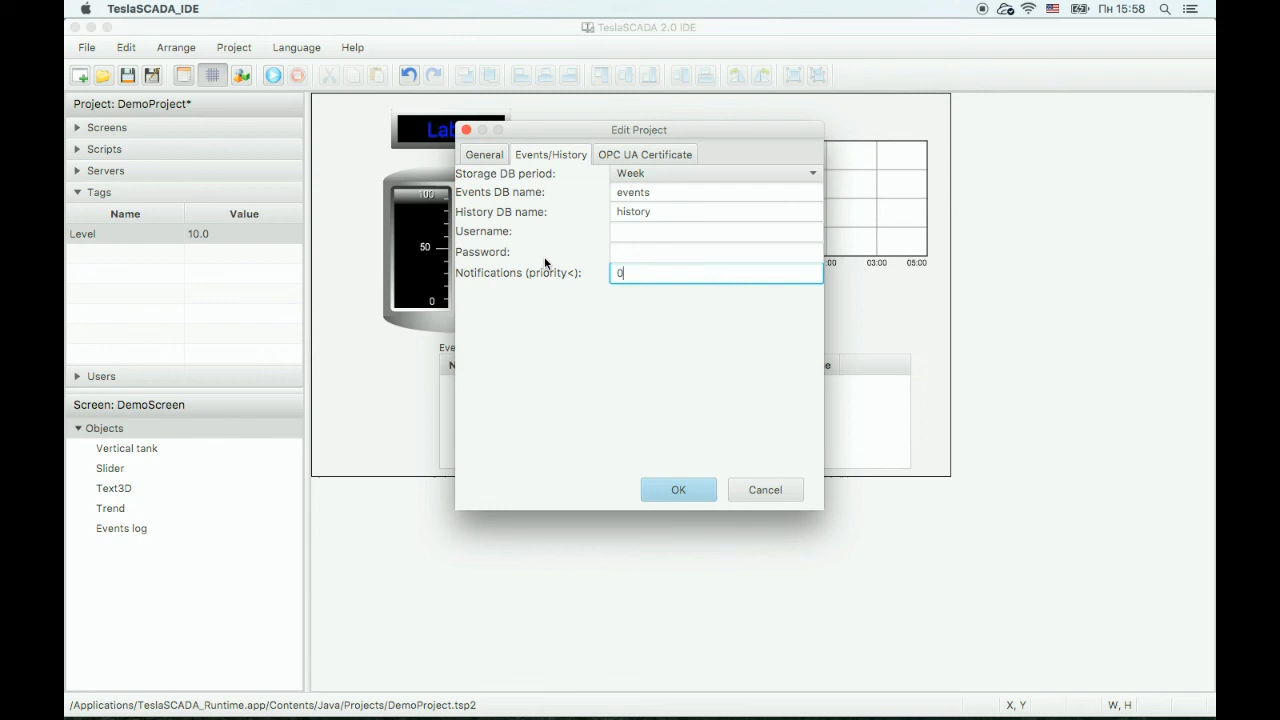 TeslaSCADA_IDE
Пн 15:58
TeslaSCADA 2.0 IDE
File Edit Arrange Project Language Help
Project: DemoProject*
Screens
Scripts
Servers
Tags
Name Value
Level 10.0
Users
Screen: DemoScreen
Objects
Vertical tank
Slider
Text3D
Trend
Events log
100
50
0
03:00 05:00
Edit Project
General Events/History OPC UA Certificate
Storage DB period: Week
Events DB name: events
History DB name: history
Username:
Password:
Notifications (priority<): 0
OK Cancel
/Applications/TeslaSCADA_Runtime.app/Contents/Java/Projects/DemoProject.tsp2
X, Y W, H